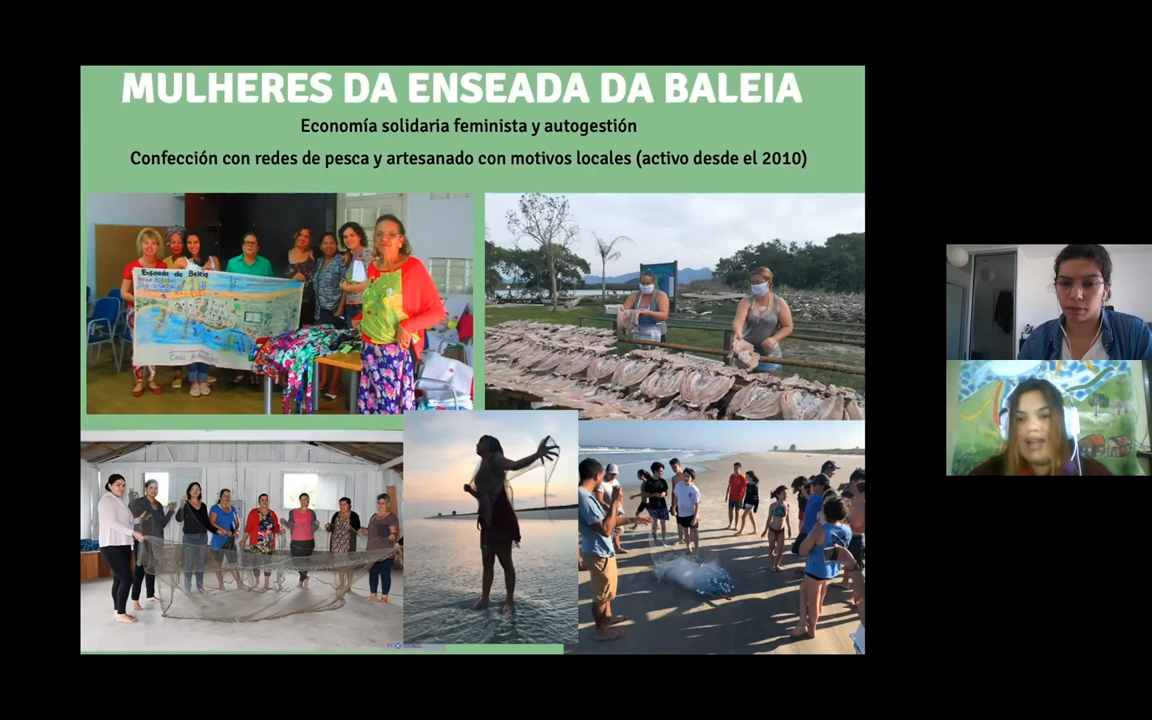 MULHERES DA ENSEADA DA BALEIA
Economía solidaria feminista y autogestión
Confección con redes de pesca y artesanado con motivos locales (activo desde el 2010)
Enseada da Baleia